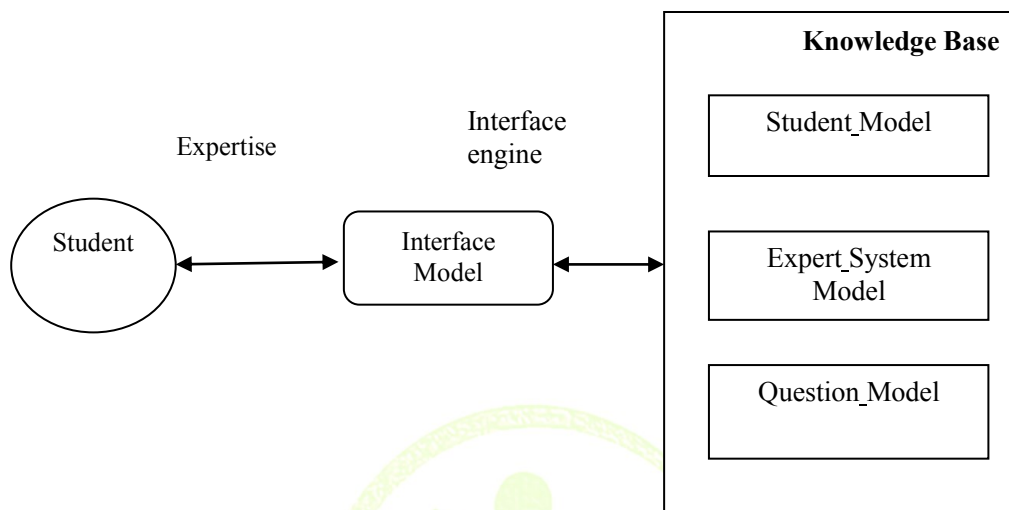 Knowledge Base
Student_Model
Interface
engine
Expertise
Student
Interface
Model
Expert_System
Model
Question_Model